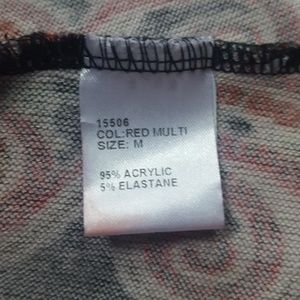 15506
COL:RED MULTI
SIZE: M
95% ACRYLIC
5% ELASTANE